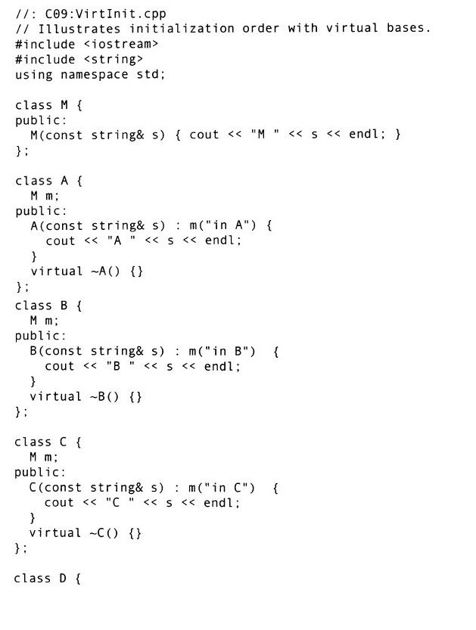 //: C09:VirtInit.cpp
// Illustrates initialization order with virtual bases.
#include <iostream>
#include <string>
using namespace std;
class M {
public:
M(const string& s) { cout << "M " << s << endl; }
};
class A {
M m;
public:
A(const string& s) : m("in A") {
cout << "A " << s << endl;
}
virtual ~A() {}
};
class B {
M m;
public:
B(const string& s) : m("in B") {
cout << "B " << s << endl;
}
virtual ~B() {}
};
class C {
M m;
public:
C(const string& s) : m("in C") {
cout << "C " << s << endl;
}
virtual ~C() {}
};
class D {